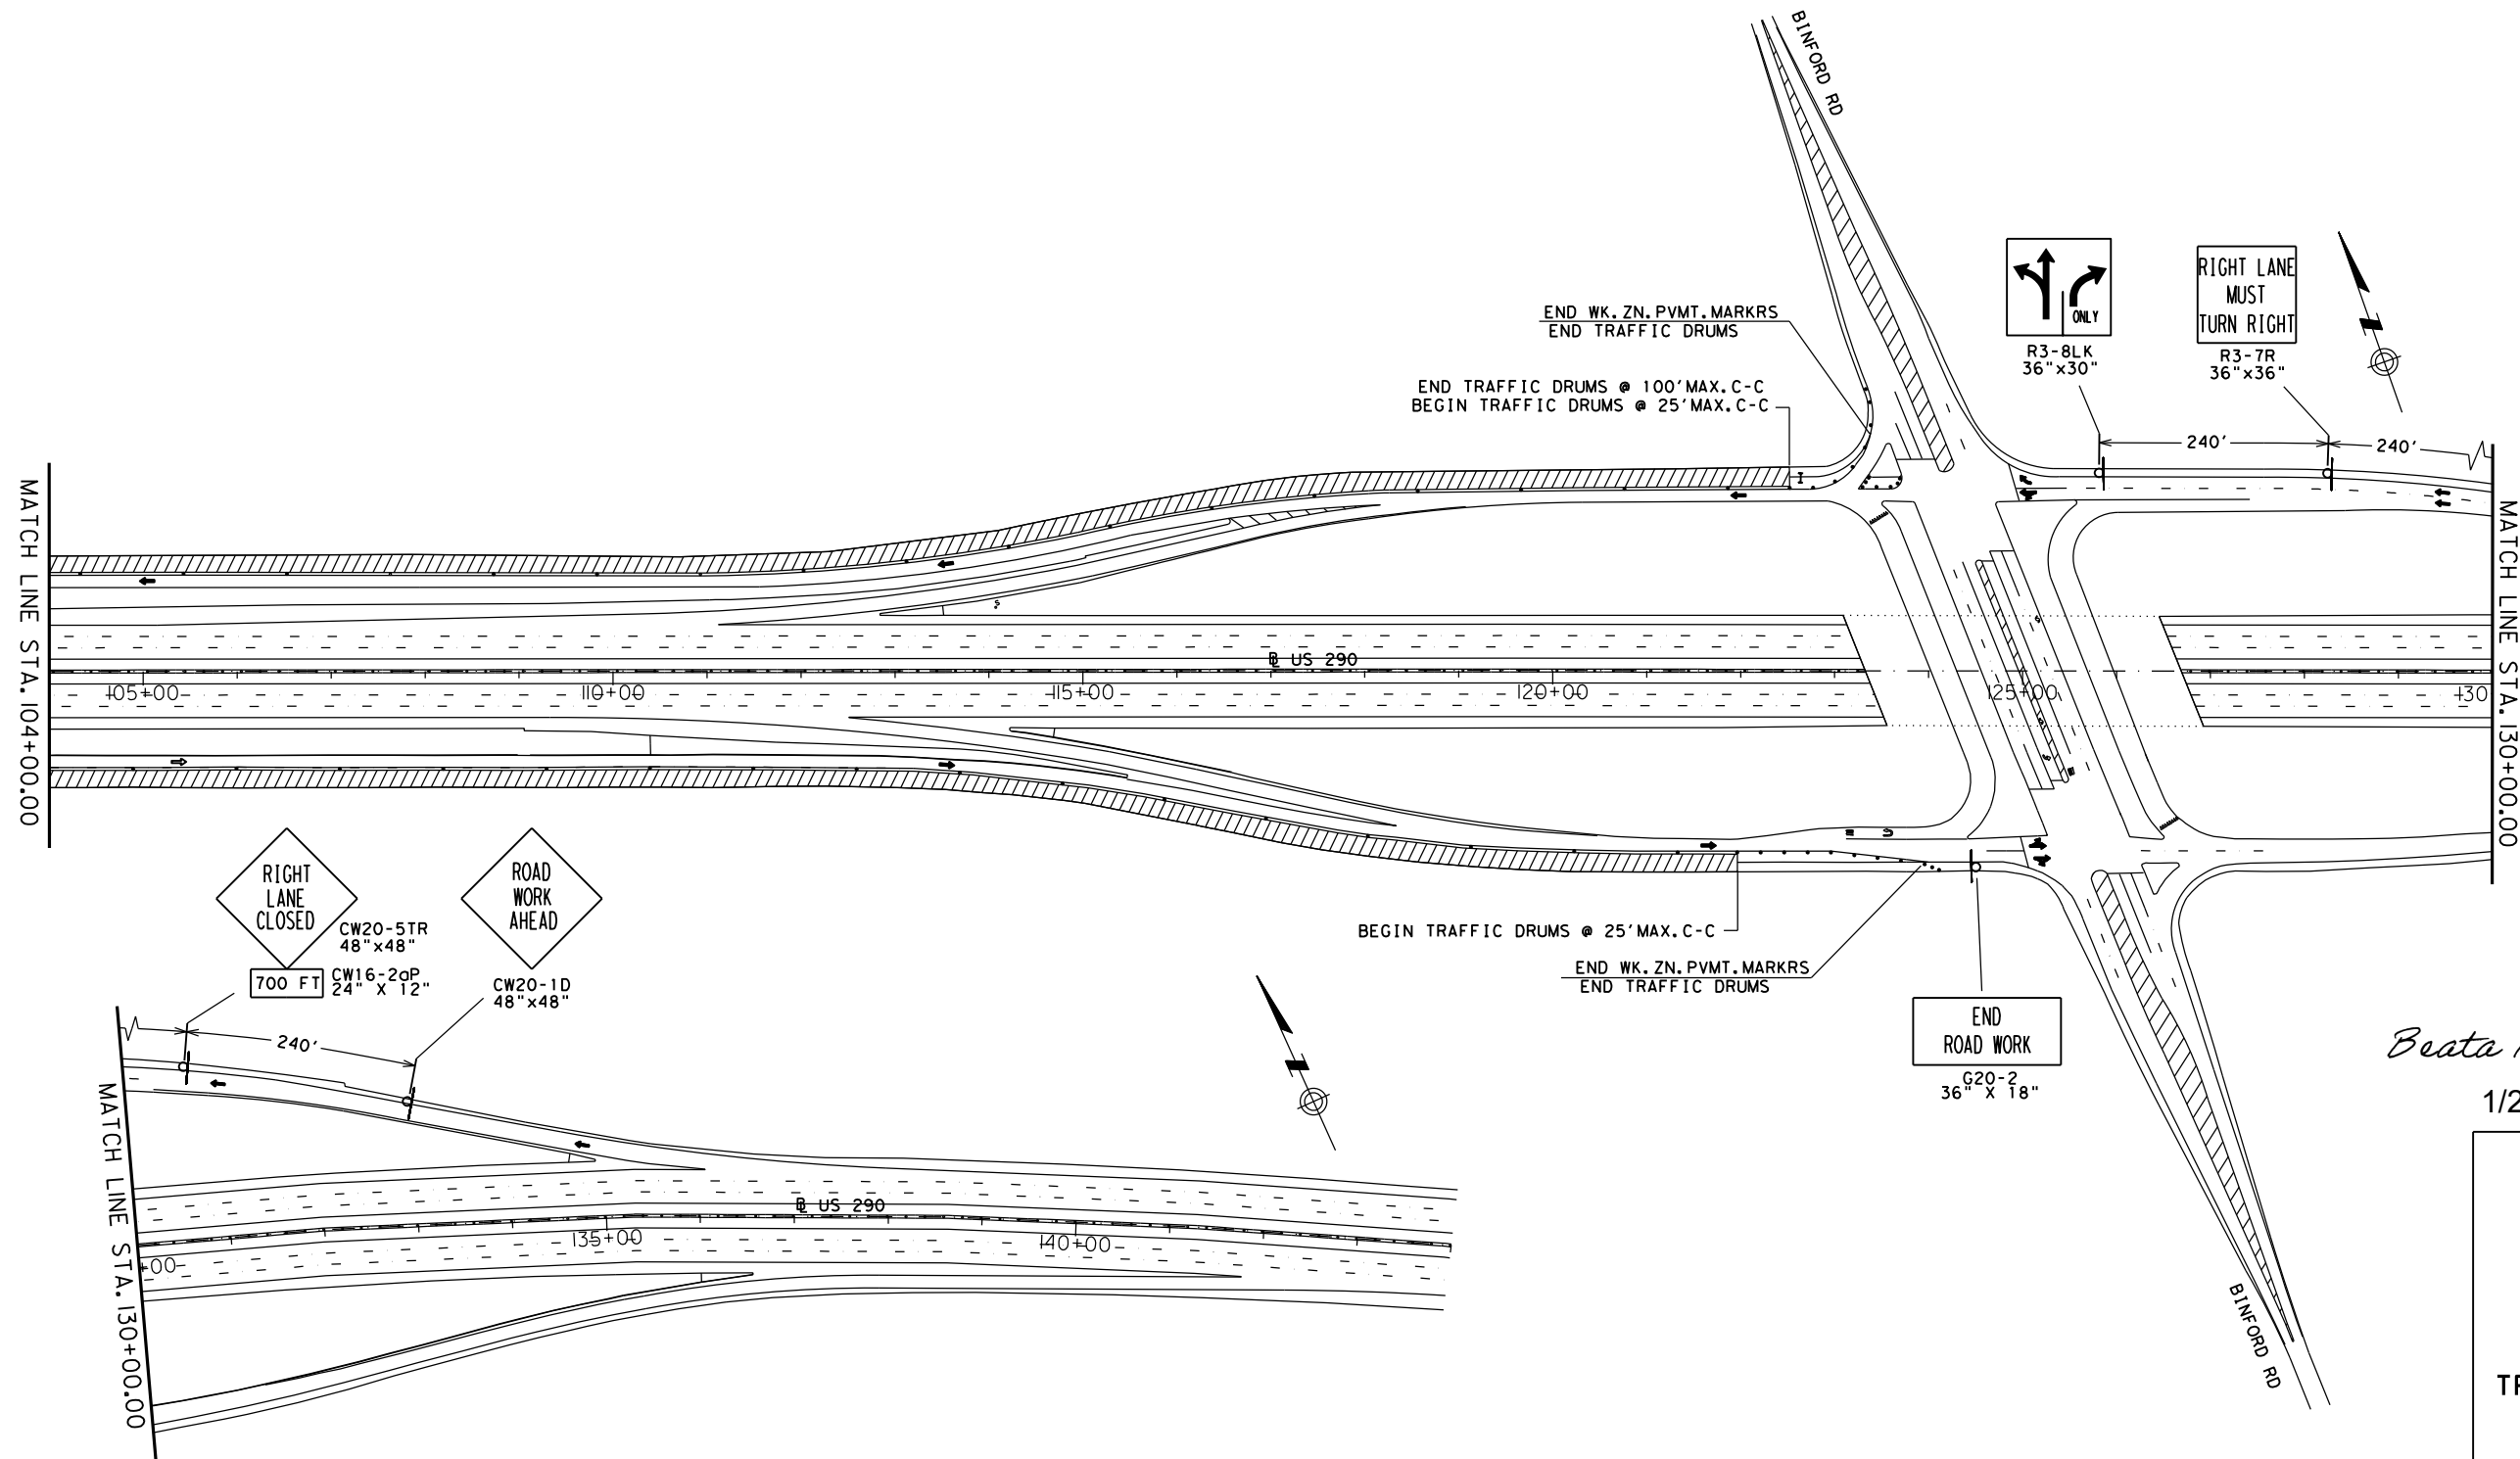 BINFORD RD
ONLY
R3-8LK
36"x30"
RIGHT LANE
MUST
TURN RIGHT
R3-7R
36"x36"
END WK. ZN. PVMT. MARKRS
END TRAFFIC DRUMS
END TRAFFIC DRUMS @ 100' MAX. C-C
BEGIN TRAFFIC DRUMS @ 25' MAX. C-C
240'
240'
MATCH LINE STA. 104+00.00
MATCH LINE STA. 130+00.00
℄ US 290
105+00
110+00
115+00
120+00
125+00
130
RIGHT
LANE
CLOSED
CW20-5TR
48"x48"
700 FT
CW16-2aP
24" X 12"
ROAD
WORK
AHEAD
CW20-1D
48"x48"
BEGIN TRAFFIC DRUMS @ 25' MAX. C-C
END WK. ZN. PVMT. MARKRS
END TRAFFIC DRUMS
END
ROAD WORK
G20-2
36" X 18"
Beata
1/2
240'
MATCH LINE STA. 130+00.00
℄ US 290
+00
135+00
140+00
BINFORD RD